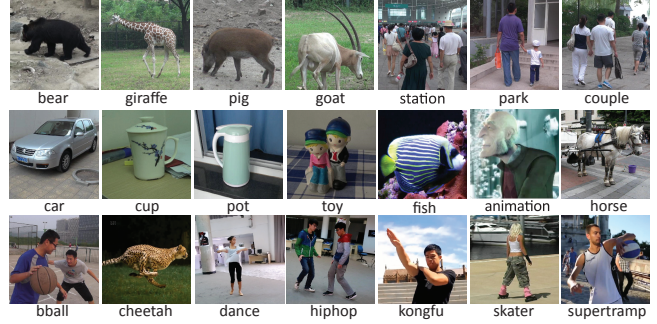 bear giraffe pig goat station park couple
car cup pot toy fish animation horse
bball cheetah dance hiphop kongfu skater supertramp